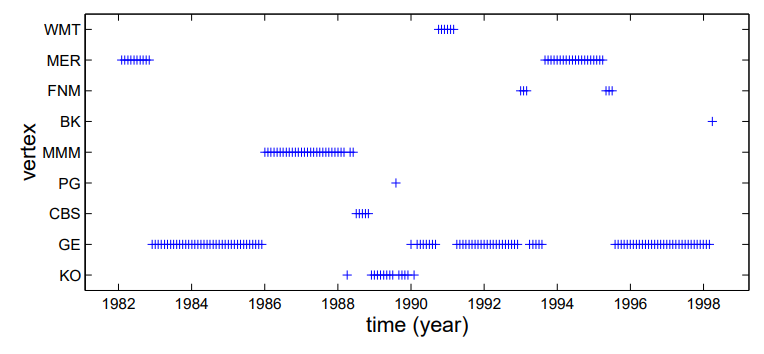 WMT
MER
FNM
BK
MMM
PG
CBS
GE
KO
vertex
1982 1984 1986 1988 1990 1992 1994 1996 1998
time (year)